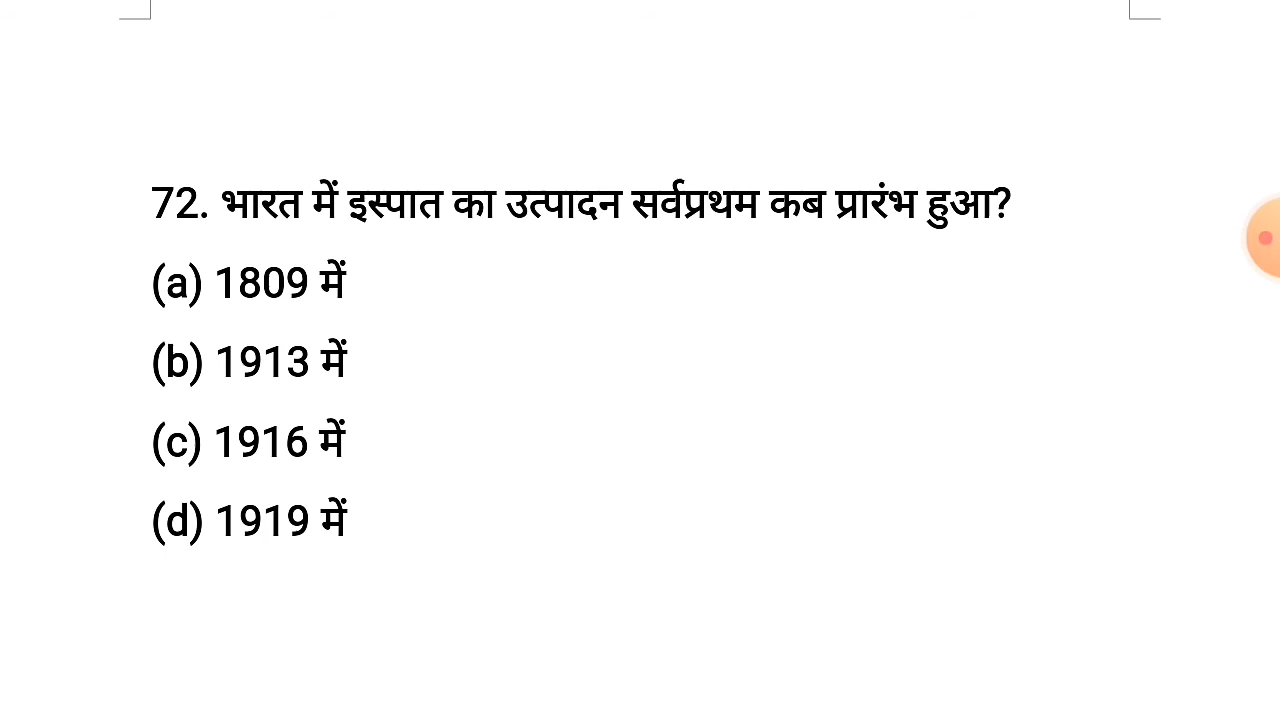 72. भारत में इस्पात का उत्पादन सर्वप्रथम कब प्रारंभ हुआ?
(a) 1809 में
(b) 1913 में
(c) 1916 में
(d) 1919 में